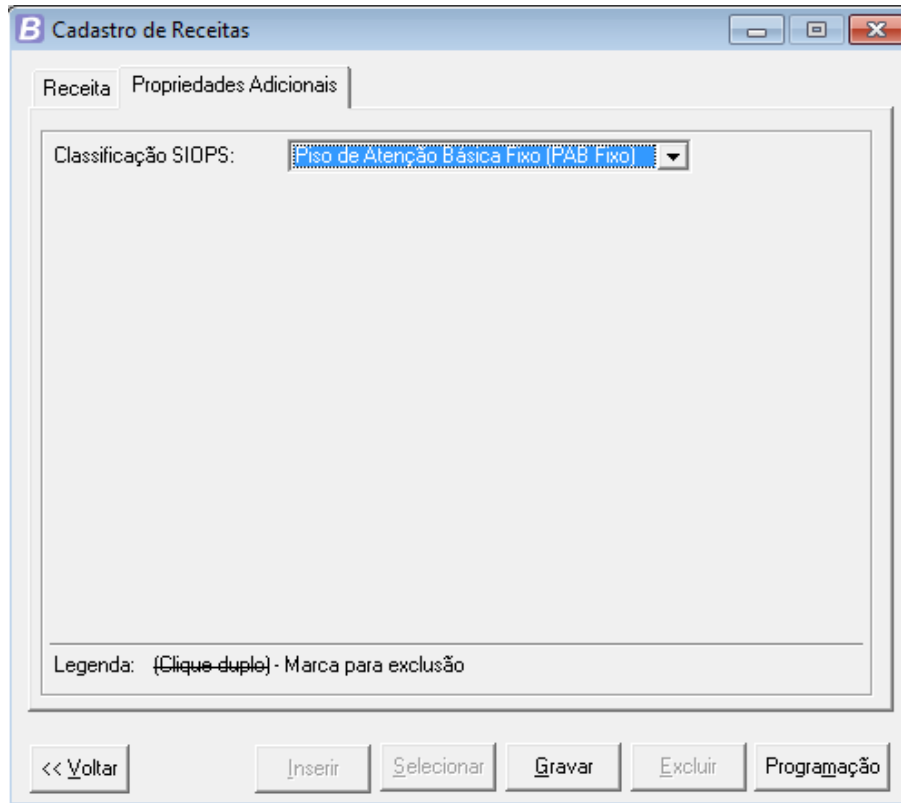 B Cadastro de Receitas
Receita Propriedades Adicionais
Classificação SIOPS: Piso de Atenção Básica Fixo (PAB Fixo)
Legenda: (Clique duplo) - Marca para exclusão
<< Voltar Inserir Selecionar Gravar Excluir Programação